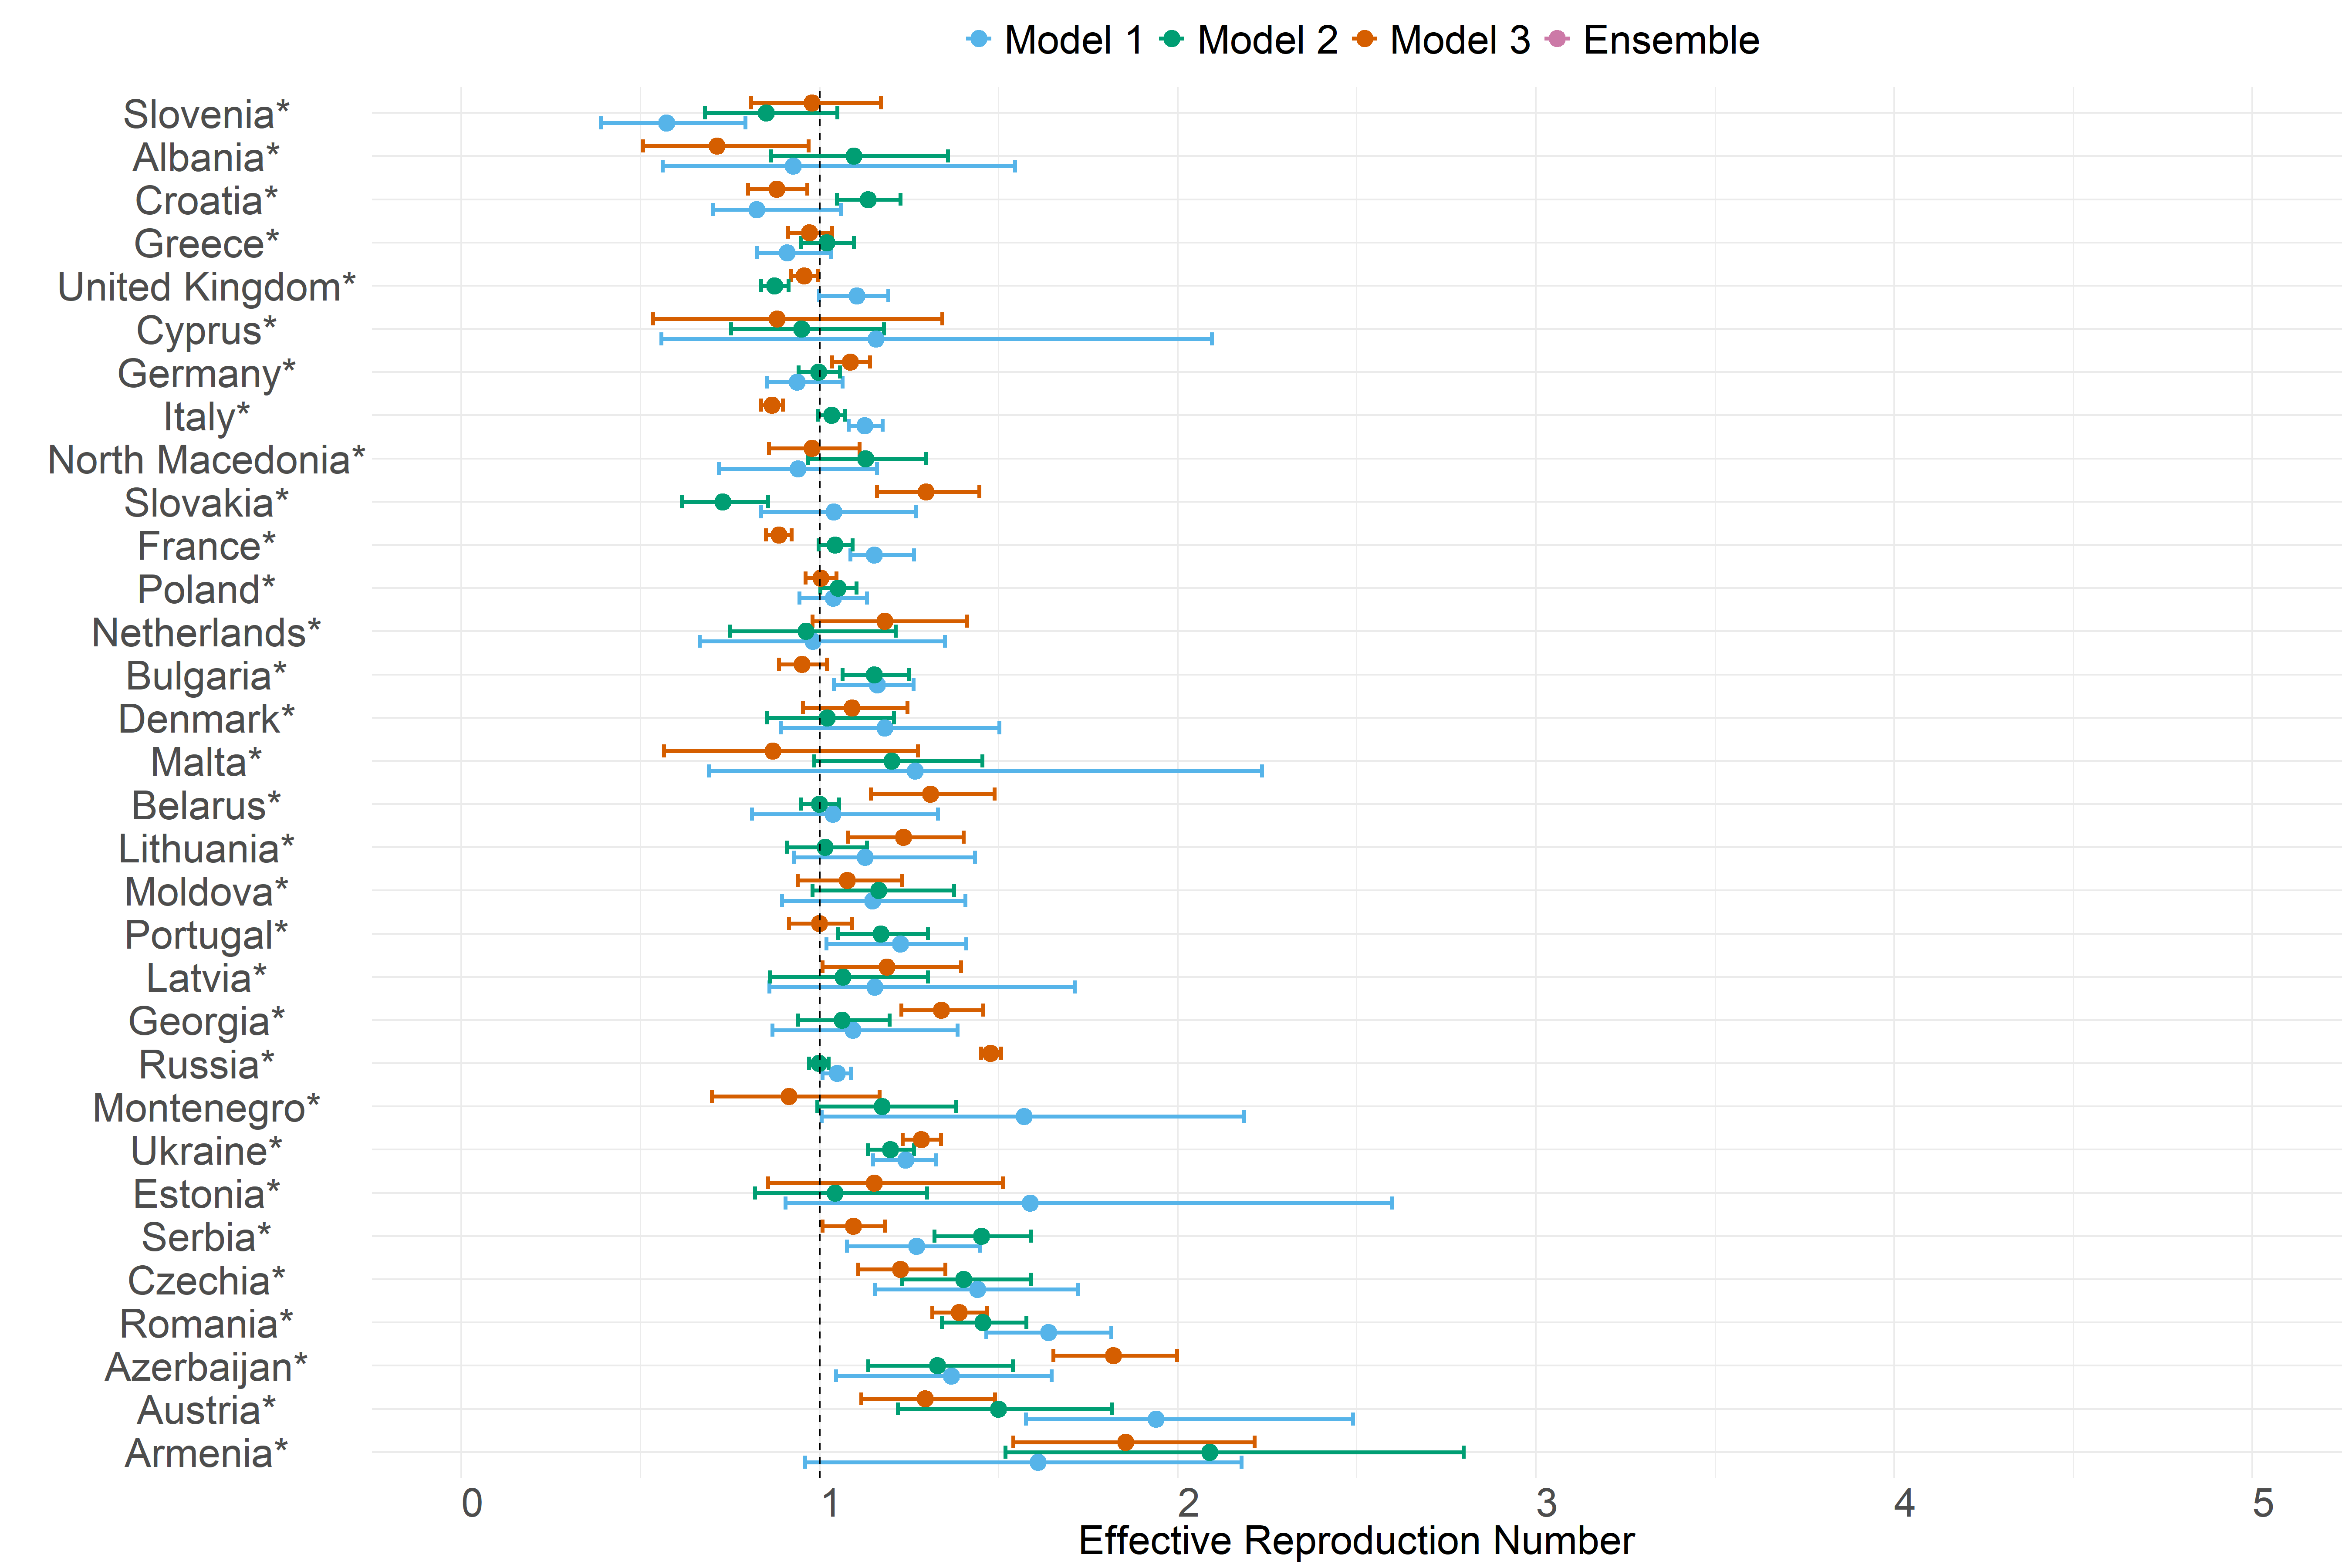 Model 1 Model 2 Model 3 Ensemble
Slovenia*
Albania*
Croatia*
Greece*
United Kingdom*
Cyprus*
Germany*
Italy*
North Macedonia*
Slovakia*
France*
Poland*
Netherlands*
Bulgaria*
Denmark*
Malta*
Belarus*
Lithuania*
Moldova*
Portugal*
Latvia*
Georgia*
Russia*
Montenegro*
Ukraine*
Estonia*
Serbia*
Czechia*
Romania*
Azerbaijan*
Austria*
Armenia*
0 1 2 3 4 5
Effective Reproduction Number